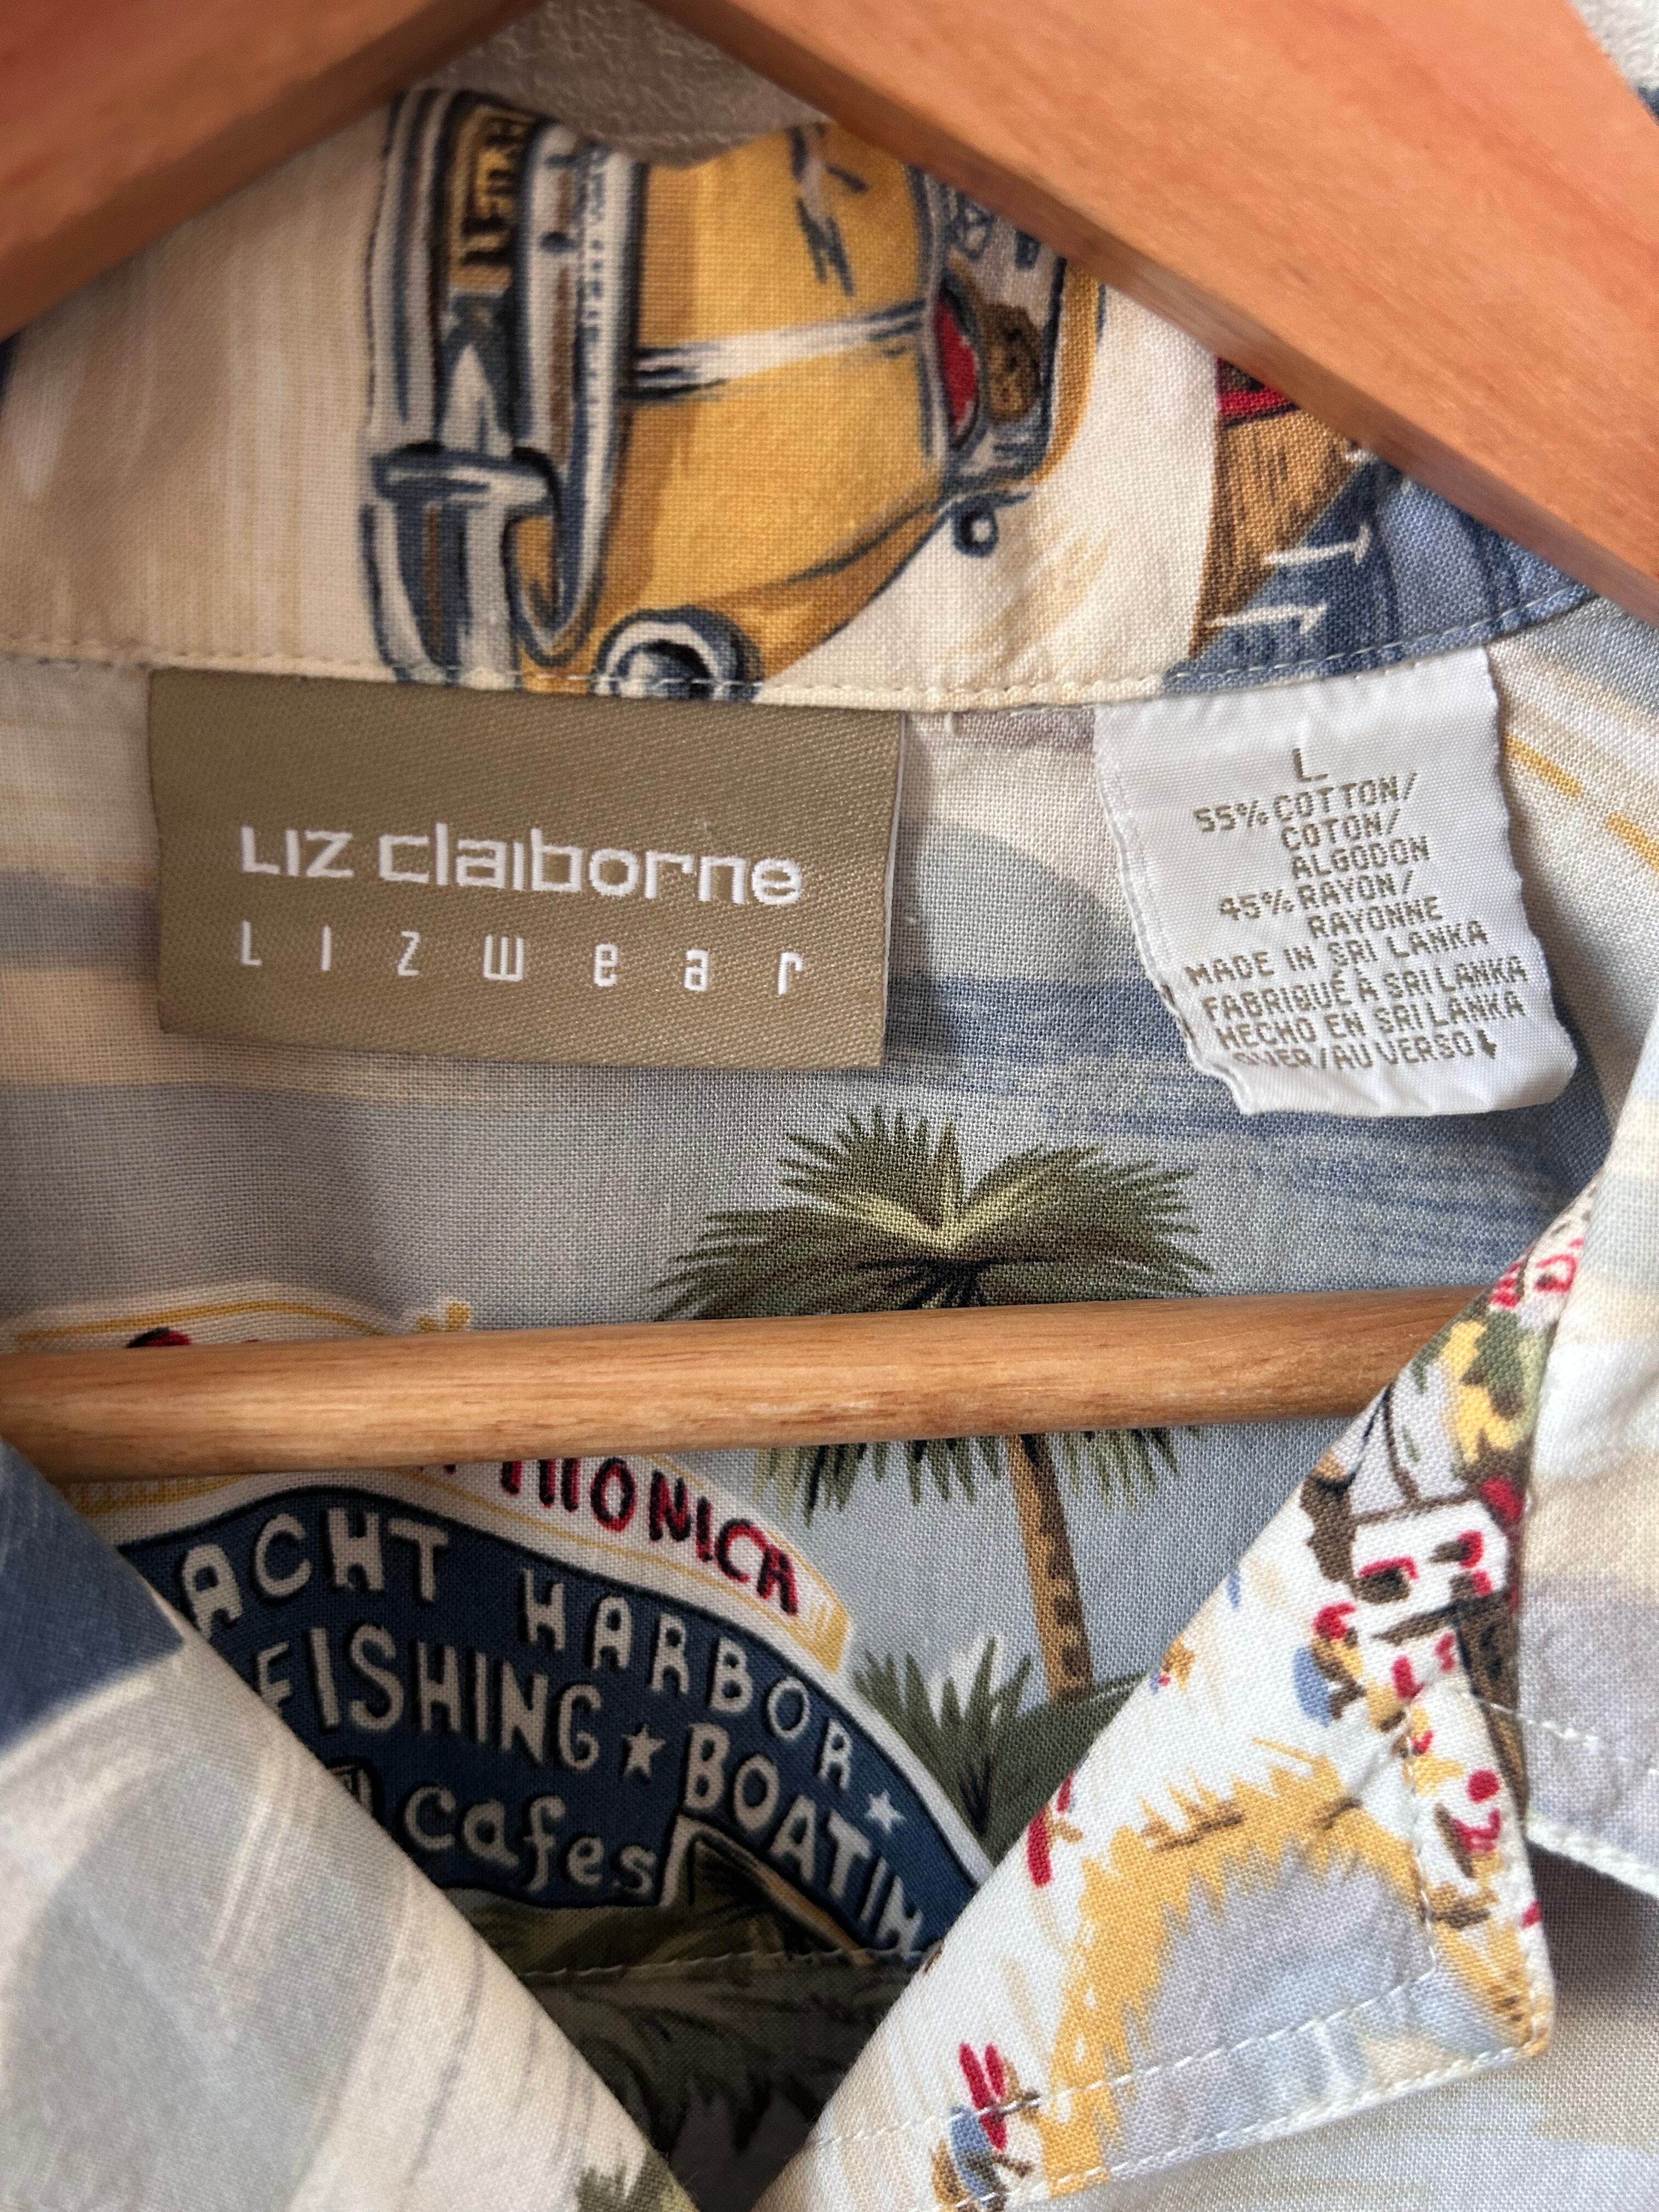 Liz claiborne
Lizwear
L
55% COTTON/
COTON/
ALGODON
45% RAYON/
RAYONNE
MADE IN SRI LANKA
FABRIQUÉ À SRI LANKA
HECHO EN SRI LANKA
OVER/AU VERSO
ACHT HARBOR
FISHING ★ BOATIN
cafes